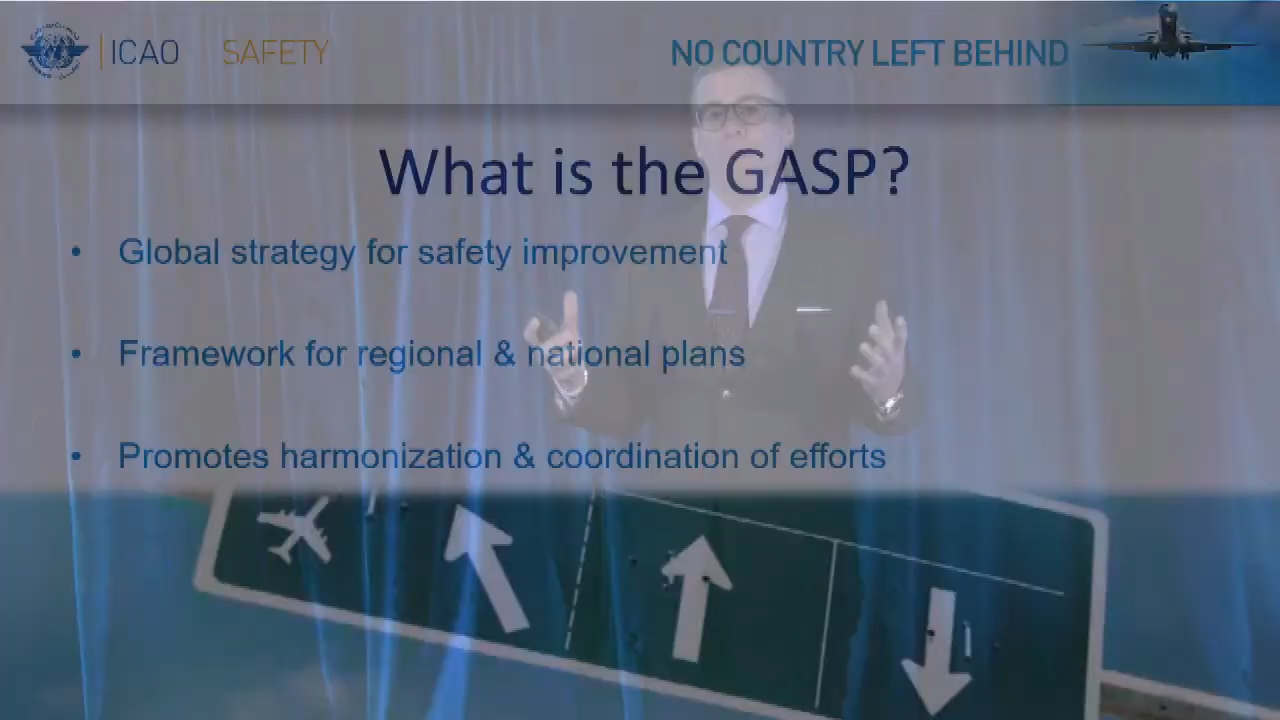 ICAO SAFETY NO COUNTRY LEFT BEHIND
What is the GASP?
• Global strategy for safety improvement
• Framework for regional & national plans
• Promotes harmonization & coordination of efforts